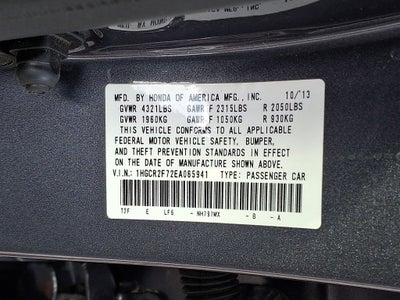 MFD. BY HONDA OF AMERICA MFG.,INC. 10/13
GVWR 4321LBS GAWR F 2315LBS R 2050LBS
GVWR 1960KG GAWR F 1050KG R 930KG
THIS VEHICLE CONFORMS TO ALL APPLICABLE
FEDERAL MOTOR VEHICLE SAFETY, BUMPER,
AND THEFT PREVENTION STANDARDS IN EFFECT
ON THE DATE OF MANUFACTURE SHOWN ABOVE.
V.I.N.: 1HGCR2F72EA065941 TYPE: PASSENGER CAR
E LF6 NH797MX -B -A